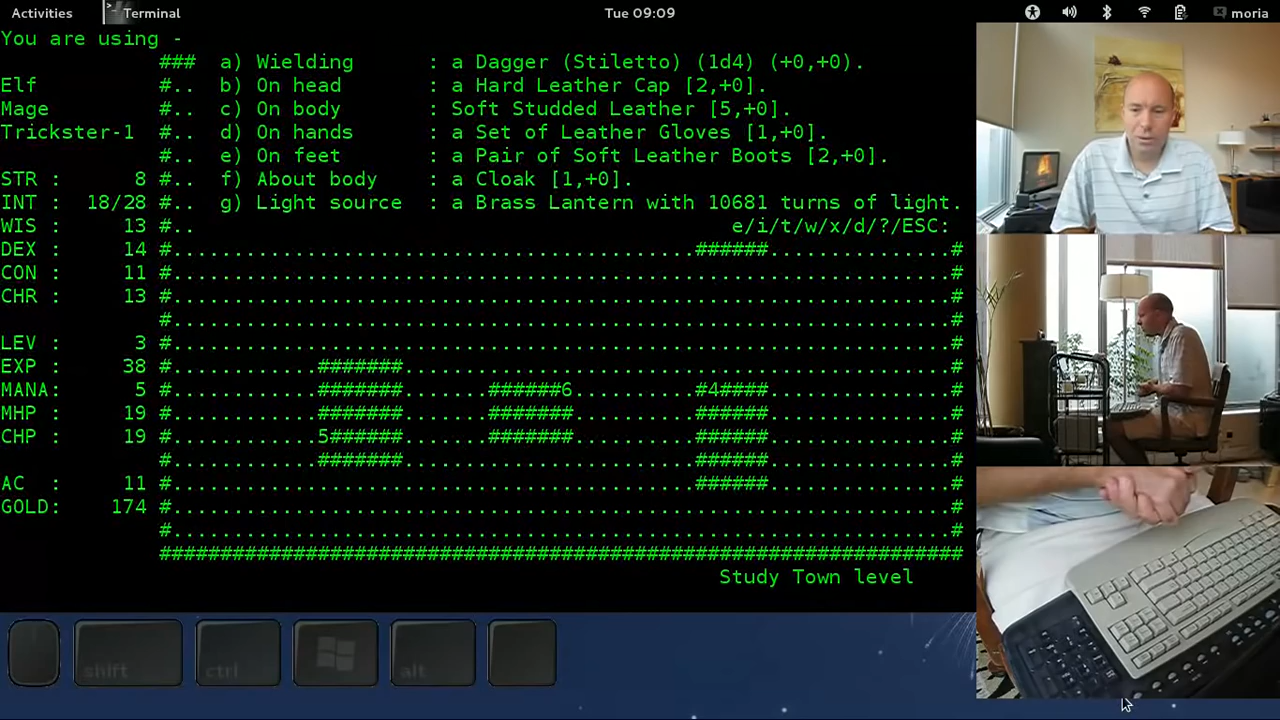 Activities Terminal Tue 09:09 moria
You are using -
### a) Wielding : a Dagger (Stiletto) (1d4) (+0,+0).
Elf #.. b) On head : a Hard Leather Cap [2,+0].
Mage #.. c) On body : Soft Studded Leather [5,+0].
Trickster-1 #.. d) On hands : a Set of Leather Gloves [1,+0].
#.. e) On feet : a Pair of Soft Leather Boots [2,+0].
STR : 8 #.. f) About body : a Cloak [1,+0].
INT : 18/28 #.. g) Light source : a Brass Lantern with 10681 turns of light.
WIS : 13 #.. e/i/t/w/x/d/?/ESC:
DEX : 14
CON : 11
CHR : 13
LEV : 3
EXP : 38
MANA: 5 6 4
MHP : 19
CHP : 19 5
AC : 11
GOLD: 174
Study Town level
shift ctrl alt